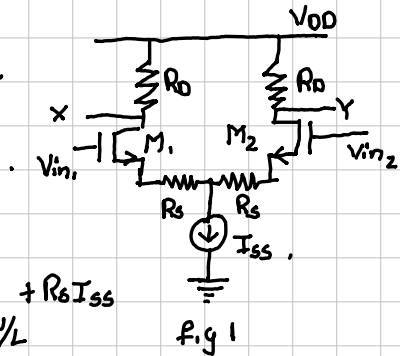 VDD
RD RD
X Y
M1 M2
Vin1 Vin2
Rs Rs
Iss
+ RsIss
/L
fig 1